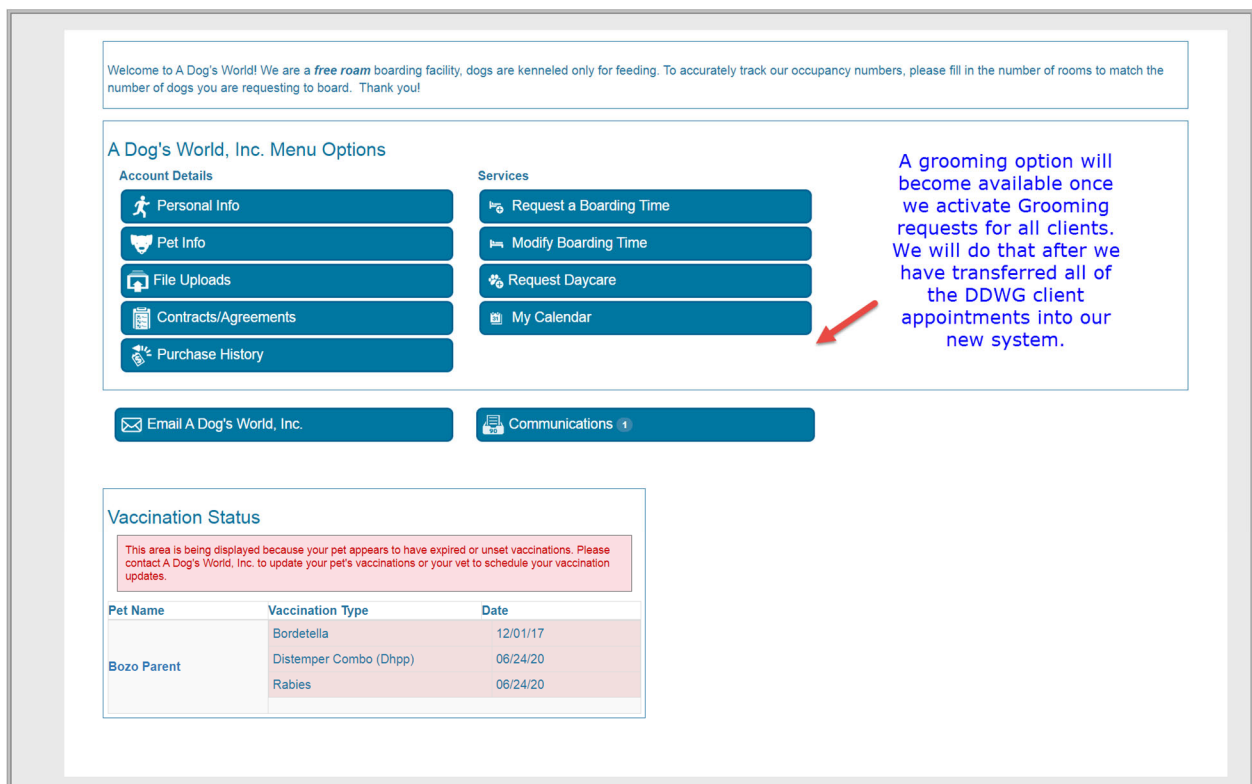 Welcome to A Dog's World! We are a free roam boarding facility, dogs are kenneled only for feeding. To accurately track our occupancy numbers, please fill in the number of rooms to match the
number of dogs you are requesting to board. Thank you!
A Dog's World, Inc. Menu Options
Account Details
Personal Info
Pet Info
File Uploads
Contracts/Agreements
Purchase History
Services
Request a Boarding Time
Modify Boarding Time
Request Daycare
My Calendar
A grooming option will
become available once
we activate Grooming
requests for all clients.
We will do that after we
have transferred all of
the DDWG client
appointments into our
new system.
Email A Dog's World, Inc.
Communications 1
Vaccination Status
This area is being displayed because your pet appears to have expired or unset vaccinations. Please
contact A Dog's World, Inc. to update your pet's vaccinations or your vet to schedule your vaccination
updates.
Pet Name Vaccination Type Date
Bordetella 12/01/17
Bozo Parent Distemper Combo (Dhpp) 06/24/20
Rabies 06/24/20